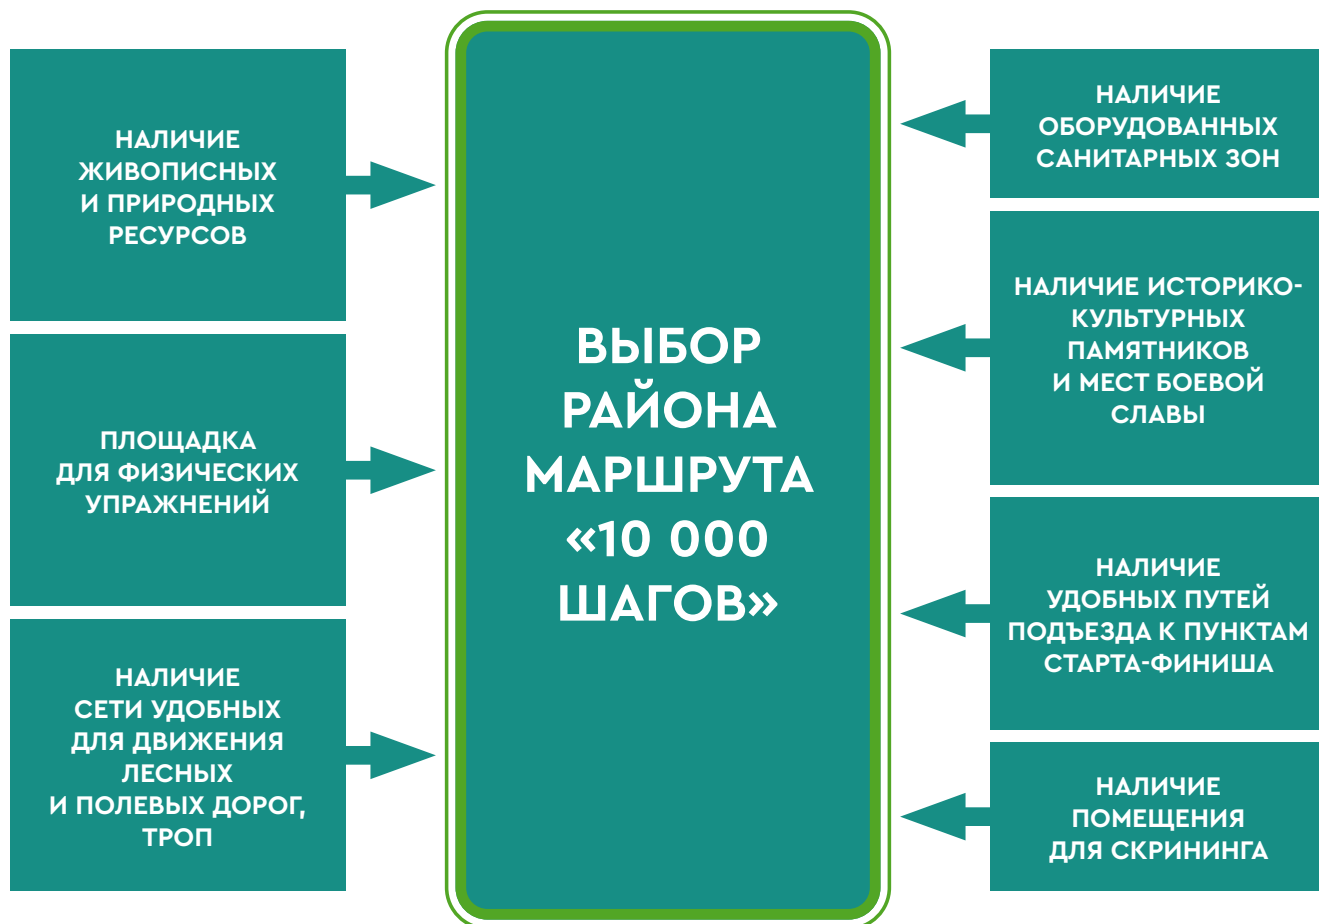 НАЛИЧИЕ
ЖИВОПИСНЫХ
И ПРИРОДНЫХ
РЕСУРСОВ
ПЛОЩАДКА
ДЛЯ ФИЗИЧЕСКИХ
УПРАЖНЕНИЙ
НАЛИЧИЕ
СЕТИ УДОБНЫХ
ДЛЯ ДВИЖЕНИЯ
ЛЕСНЫХ
И ПОЛЕВЫХ ДОРОГ,
ТРОП
ВЫБОР
РАЙОНА
МАРШРУТА
«10 000
ШАГОВ»
НАЛИЧИЕ
ОБОРУДОВАННЫХ
САНИТАРНЫХ ЗОН
НАЛИЧИЕ ИСТОРИКО-
КУЛЬТУРНЫХ
ПАМЯТНИКОВ
И МЕСТ БОЕВОЙ
СЛАВЫ
НАЛИЧИЕ
УДОБНЫХ ПУТЕЙ
ПОДЪЕЗДА К ПУНКТАМ
СТАРТА-ФИНИША
НАЛИЧИЕ
ПОМЕЩЕНИЯ
ДЛЯ СКРИНИНГА